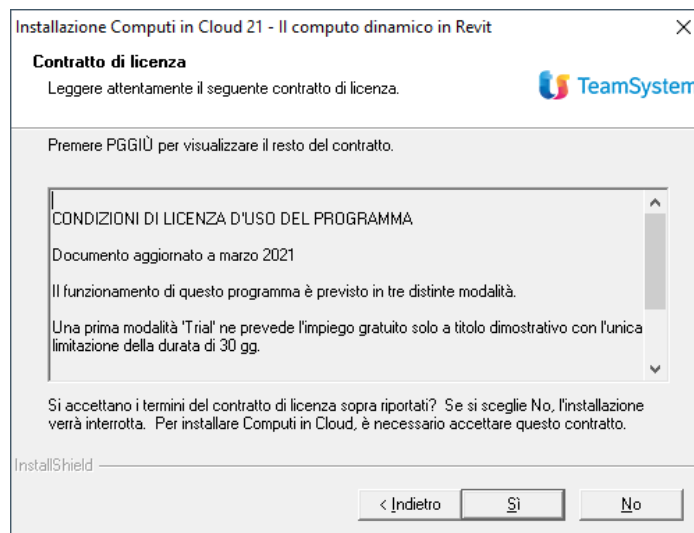 Installazione Computi in Cloud 21 - Il computo dinamico in Revit
Contratto di licenza
Leggere attentamente il seguente contratto di licenza.
TeamSystem
Premere PGGIÙ per visualizzare il resto del contratto.
CONDIZIONI DI LICENZA D'USO DEL PROGRAMMA
Documento aggiornato a marzo 2021
Il funzionamento di questo programma è previsto in tre distinte modalità.
Una prima modalità 'Trial' ne prevede l'impiego gratuito solo a titolo dimostrativo con l'unica
limitazione della durata di 30 gg.
Si accettano i termini del contratto di licenza sopra riportati?  Se si sceglie No, l'installazione
verrà interrotta.  Per installare Computi in Cloud, è necessario accettare questo contratto.
InstallShield
< Indietro
Sì
No